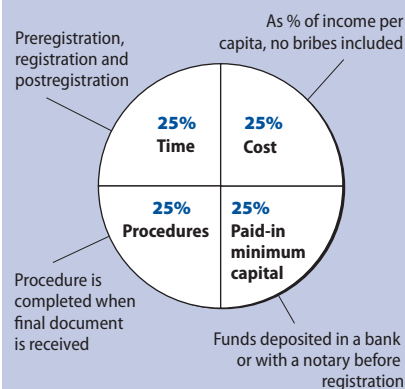 Preregistration,
registration and
postregistration
As % of income per
capita, no bribes included
25%
Time
25%
Cost
25%
Procedures
25%
Paid-in
minimum
capital
Procedure is
completed when
final document
is received
Funds deposited in a bank
or with a notary before
registration